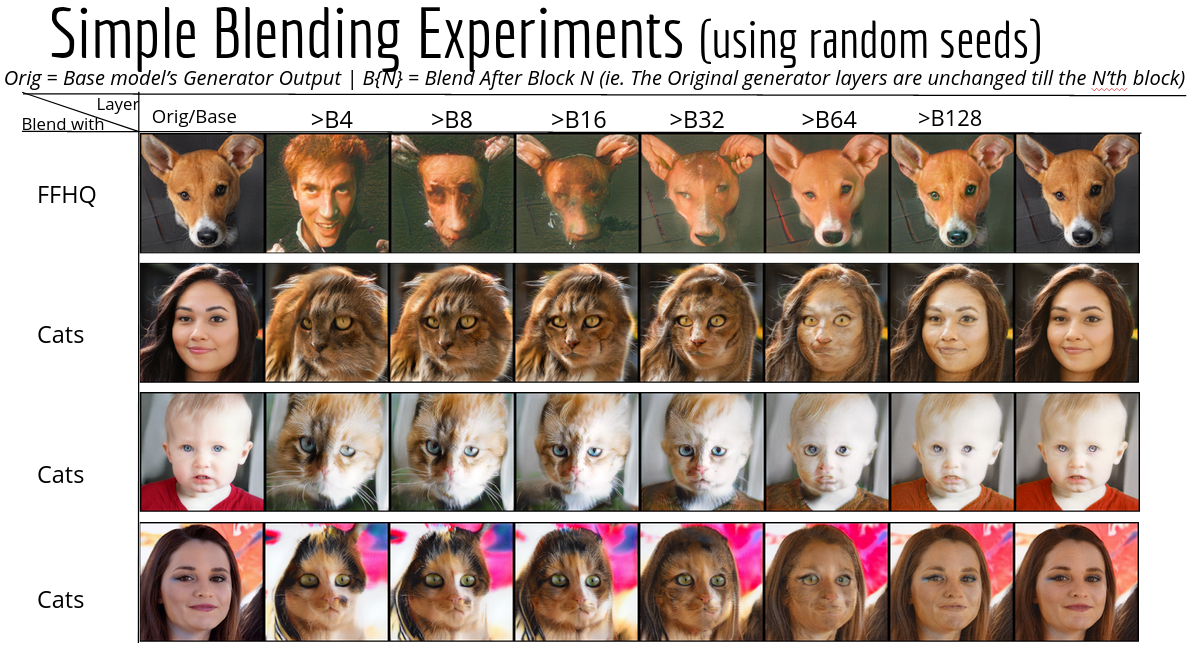 Simple Blending Experiments (using random seeds)
Orig = Base model's Generator Output | B{N} = Blend After Block N (ie. The Original generator layers are unchanged till the N'th block)
Layer
Blend with
Orig/Base >B4 >B8 >B16 >B32 >B64 >B128
FFHQ
Cats
Cats
Cats